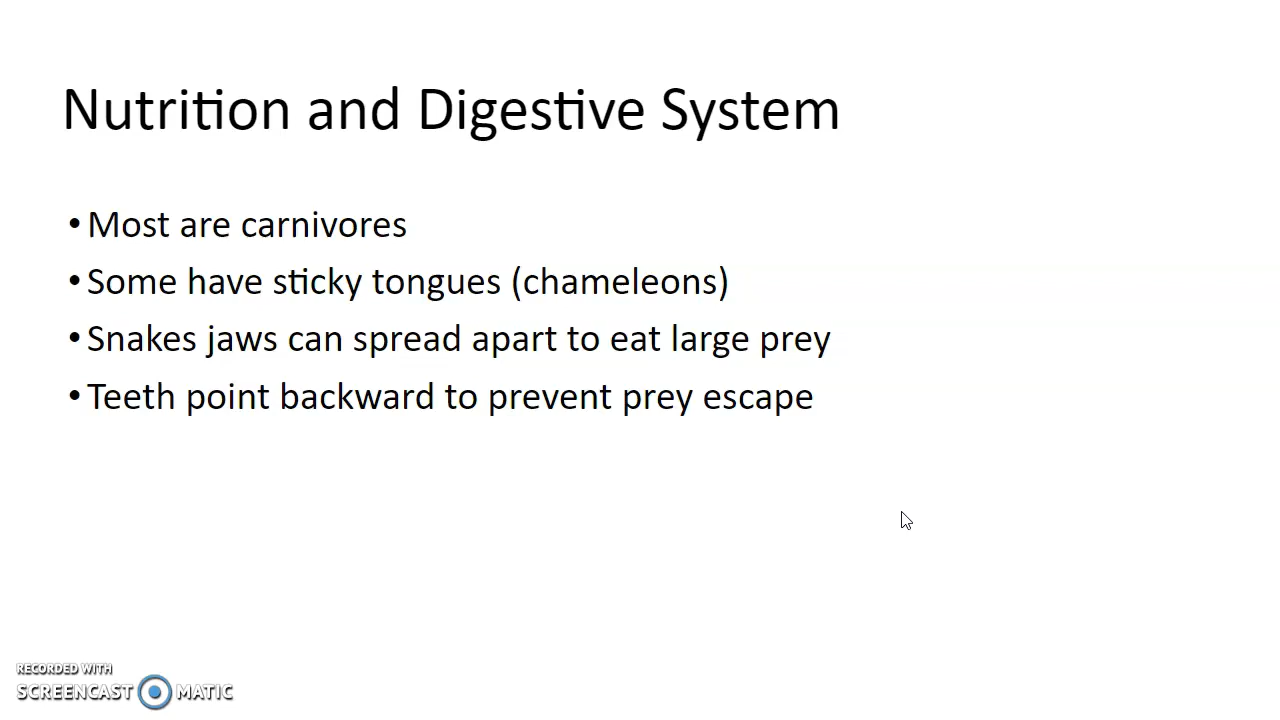 Nutrition and Digestive System
• Most are carnivores
• Some have sticky tongues (chameleons)
• Snakes jaws can spread apart to eat large prey
• Teeth point backward to prevent prey escape
RECORDED WITH
SCREENCAST MATIC